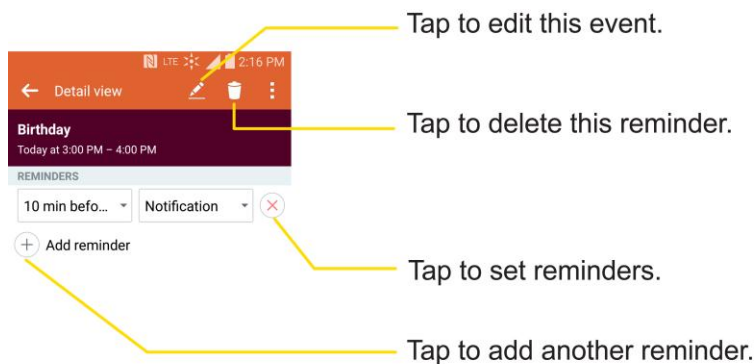 Tap to edit this event.
LTE 2:16 PM
Detail view
Tap to delete this reminder.
Birthday
Today at 3:00 PM – 4:00 PM
REMINDERS
10 min befo... Notification
Add reminder
Tap to set reminders.
Tap to add another reminder.